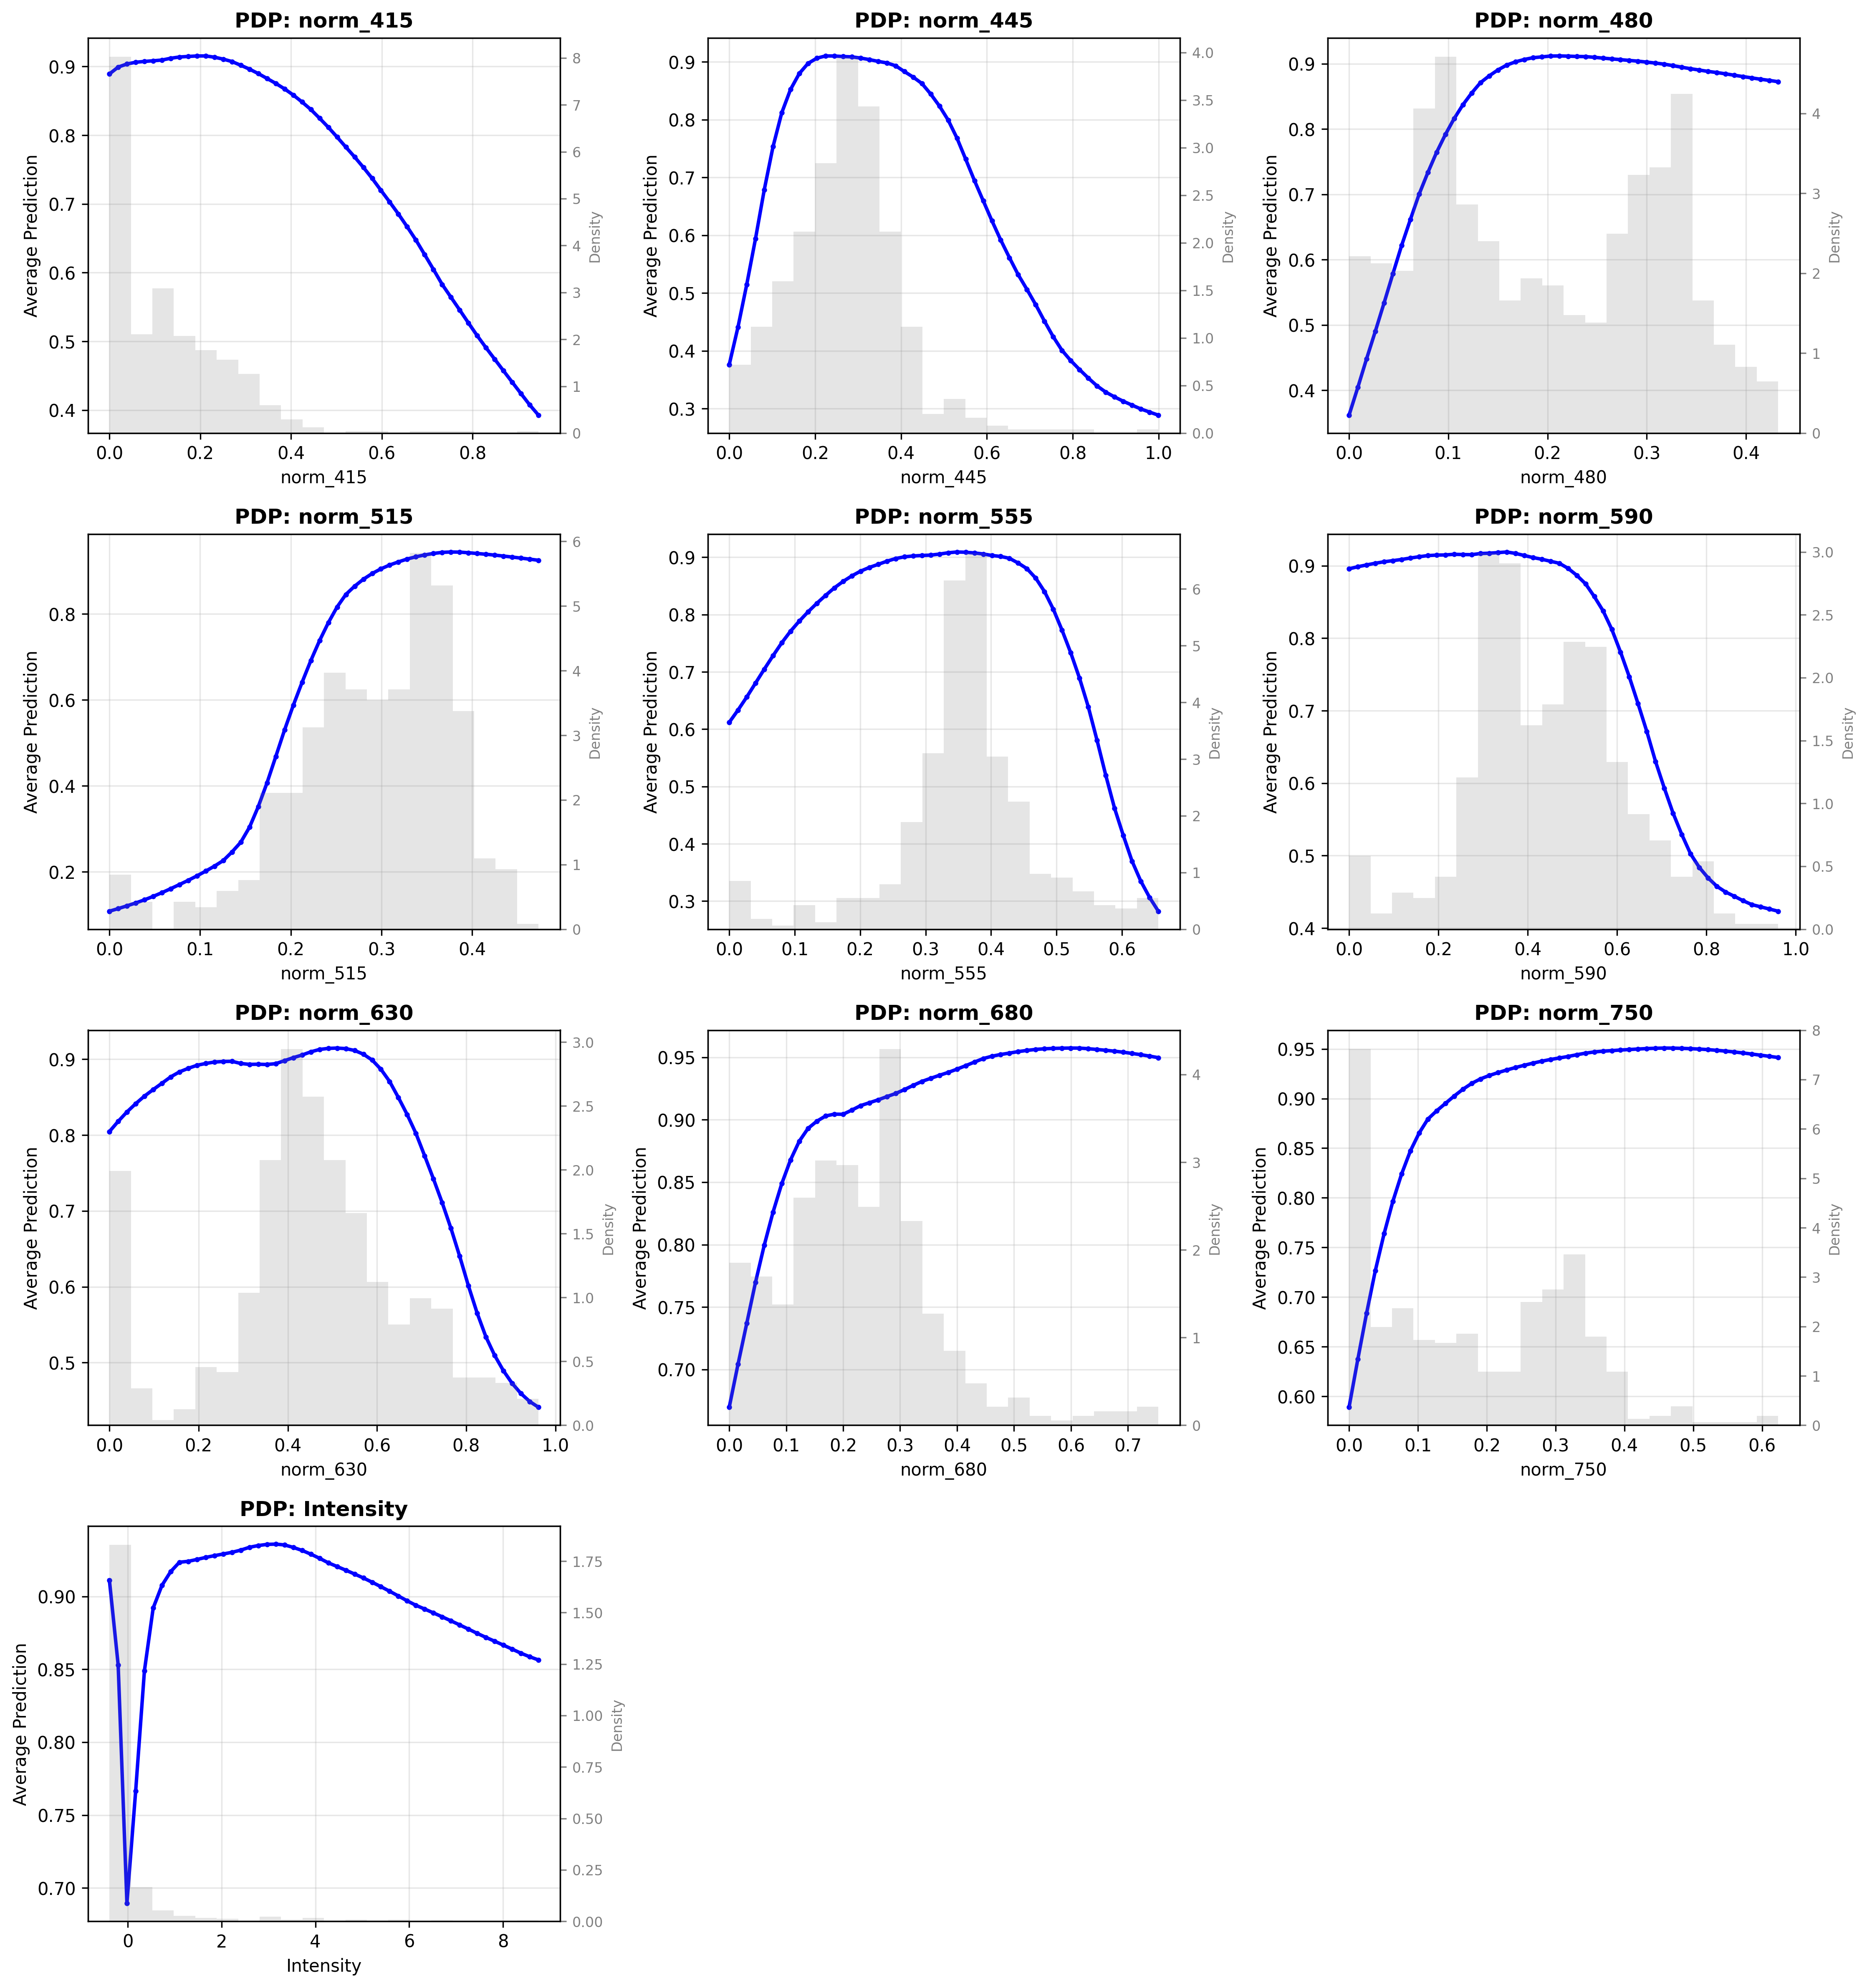 PDP: norm_415
0.9
0.8
0.7
0.6
0.5
0.4
Average Prediction
8
7
6
5
4
3
2
1
0
Density
0.0 0.2 0.4 0.6 0.8
norm_415
PDP: norm_445
0.9
0.8
0.7
0.6
0.5
0.4
0.3
Average Prediction
4.0
3.5
3.0
2.5
2.0
1.5
1.0
0.5
0.0
Density
0.0 0.2 0.4 0.6 0.8 1.0
norm_445
PDP: norm_480
0.9
0.8
0.7
0.6
0.5
0.4
Average Prediction
4
3
2
1
0
Density
0.0 0.1 0.2 0.3 0.4
norm_480
PDP: norm_515
0.8
0.6
0.4
0.2
Average Prediction
6
5
4
3
2
1
0
Density
0.0 0.1 0.2 0.3 0.4
norm_515
PDP: norm_555
0.9
0.8
0.7
0.6
0.5
0.4
0.3
Average Prediction
6
5
4
3
2
1
0
Density
0.0 0.1 0.2 0.3 0.4 0.5 0.6
norm_555
PDP: norm_590
0.9
0.8
0.7
0.6
0.5
0.4
Average Prediction
3.0
2.5
2.0
1.5
1.0
0.5
0.0
Density
0.0 0.2 0.4 0.6 0.8 1.0
norm_590
PDP: norm_630
0.9
0.8
0.7
0.6
0.5
Average Prediction
3.0
2.5
2.0
1.5
1.0
0.5
0.0
Density
0.0 0.2 0.4 0.6 0.8 1.0
norm_630
PDP: norm_680
0.95
0.90
0.85
0.80
0.75
0.70
Average Prediction
4
3
2
1
0
Density
0.0 0.1 0.2 0.3 0.4 0.5 0.6 0.7
norm_680
PDP: norm_750
0.95
0.90
0.85
0.80
0.75
0.70
0.65
0.60
Average Prediction
8
7
6
5
4
3
2
1
0
Density
0.0 0.1 0.2 0.3 0.4 0.5 0.6
norm_750
PDP: Intensity
0.90
0.85
0.80
0.75
0.70
Average Prediction
1.75
1.50
1.25
1.00
0.75
0.50
0.25
0.00
Density
0 2 4 6 8
Intensity